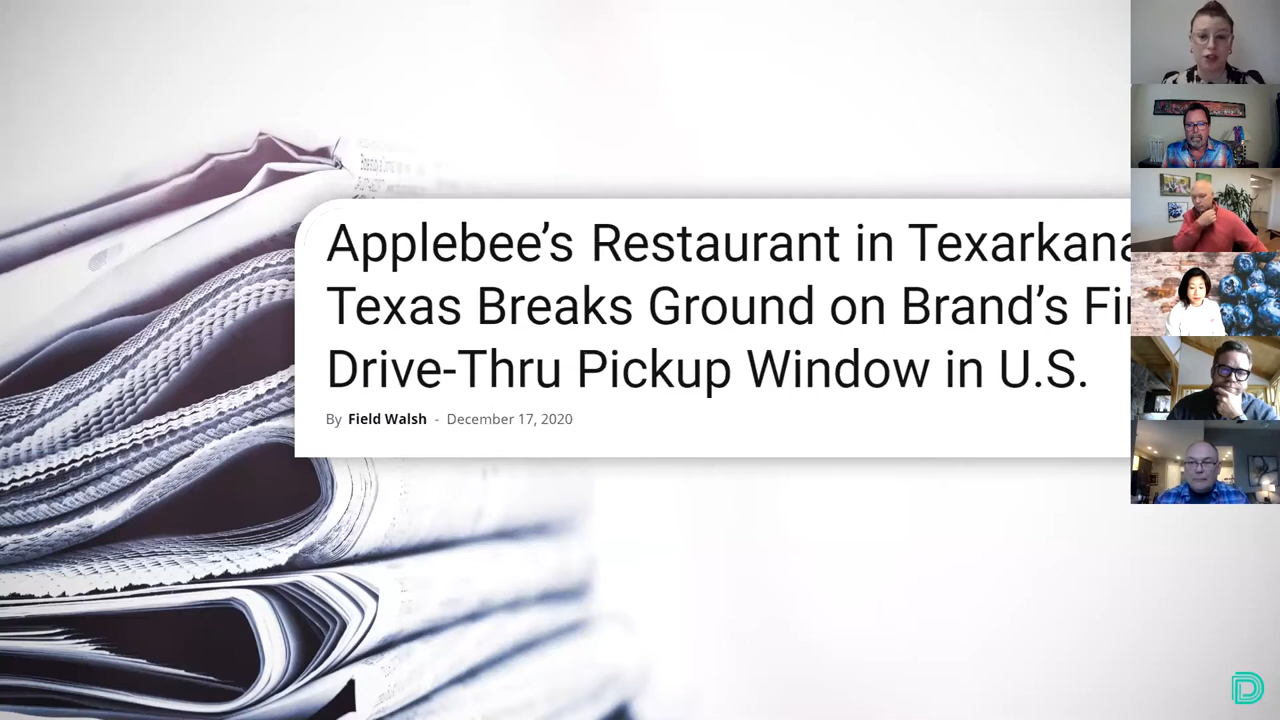 Applebee’s Restaurant in Texarkana
Texas Breaks Ground on Brand’s
Drive-Thru Pickup Window in U.S.
By Field Walsh - December 17, 2020